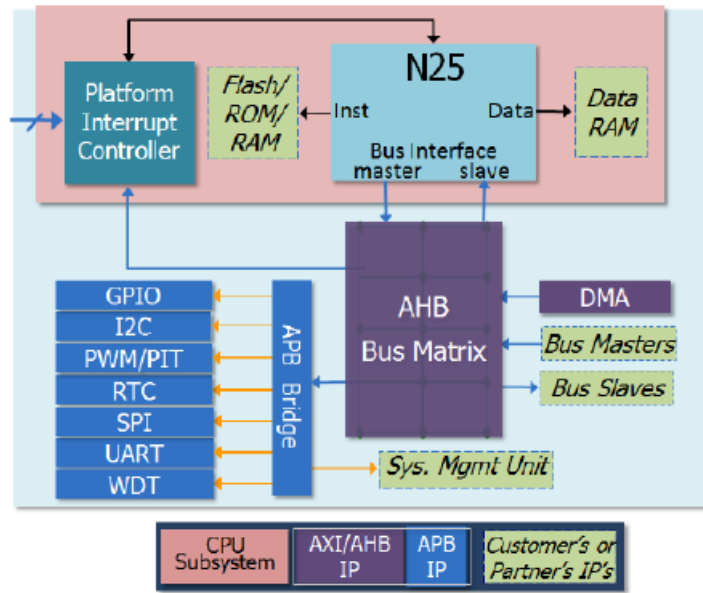 N25
Platform
Interrupt
Controller
Flash/
ROM/
RAM
Inst
Data
Data
RAM
Bus Interface
master
slave
AHB
Bus Matrix
DMA
Bus Masters
Bus Slaves
GPIO
I2C
PWM/PIT
RTC
SPI
UART
WDT
APB Bridge
Sys. Mgmt Unit
CPU
Subsystem
AXI/AHB
IP
APB
IP
Customer's or
Partner's IP's